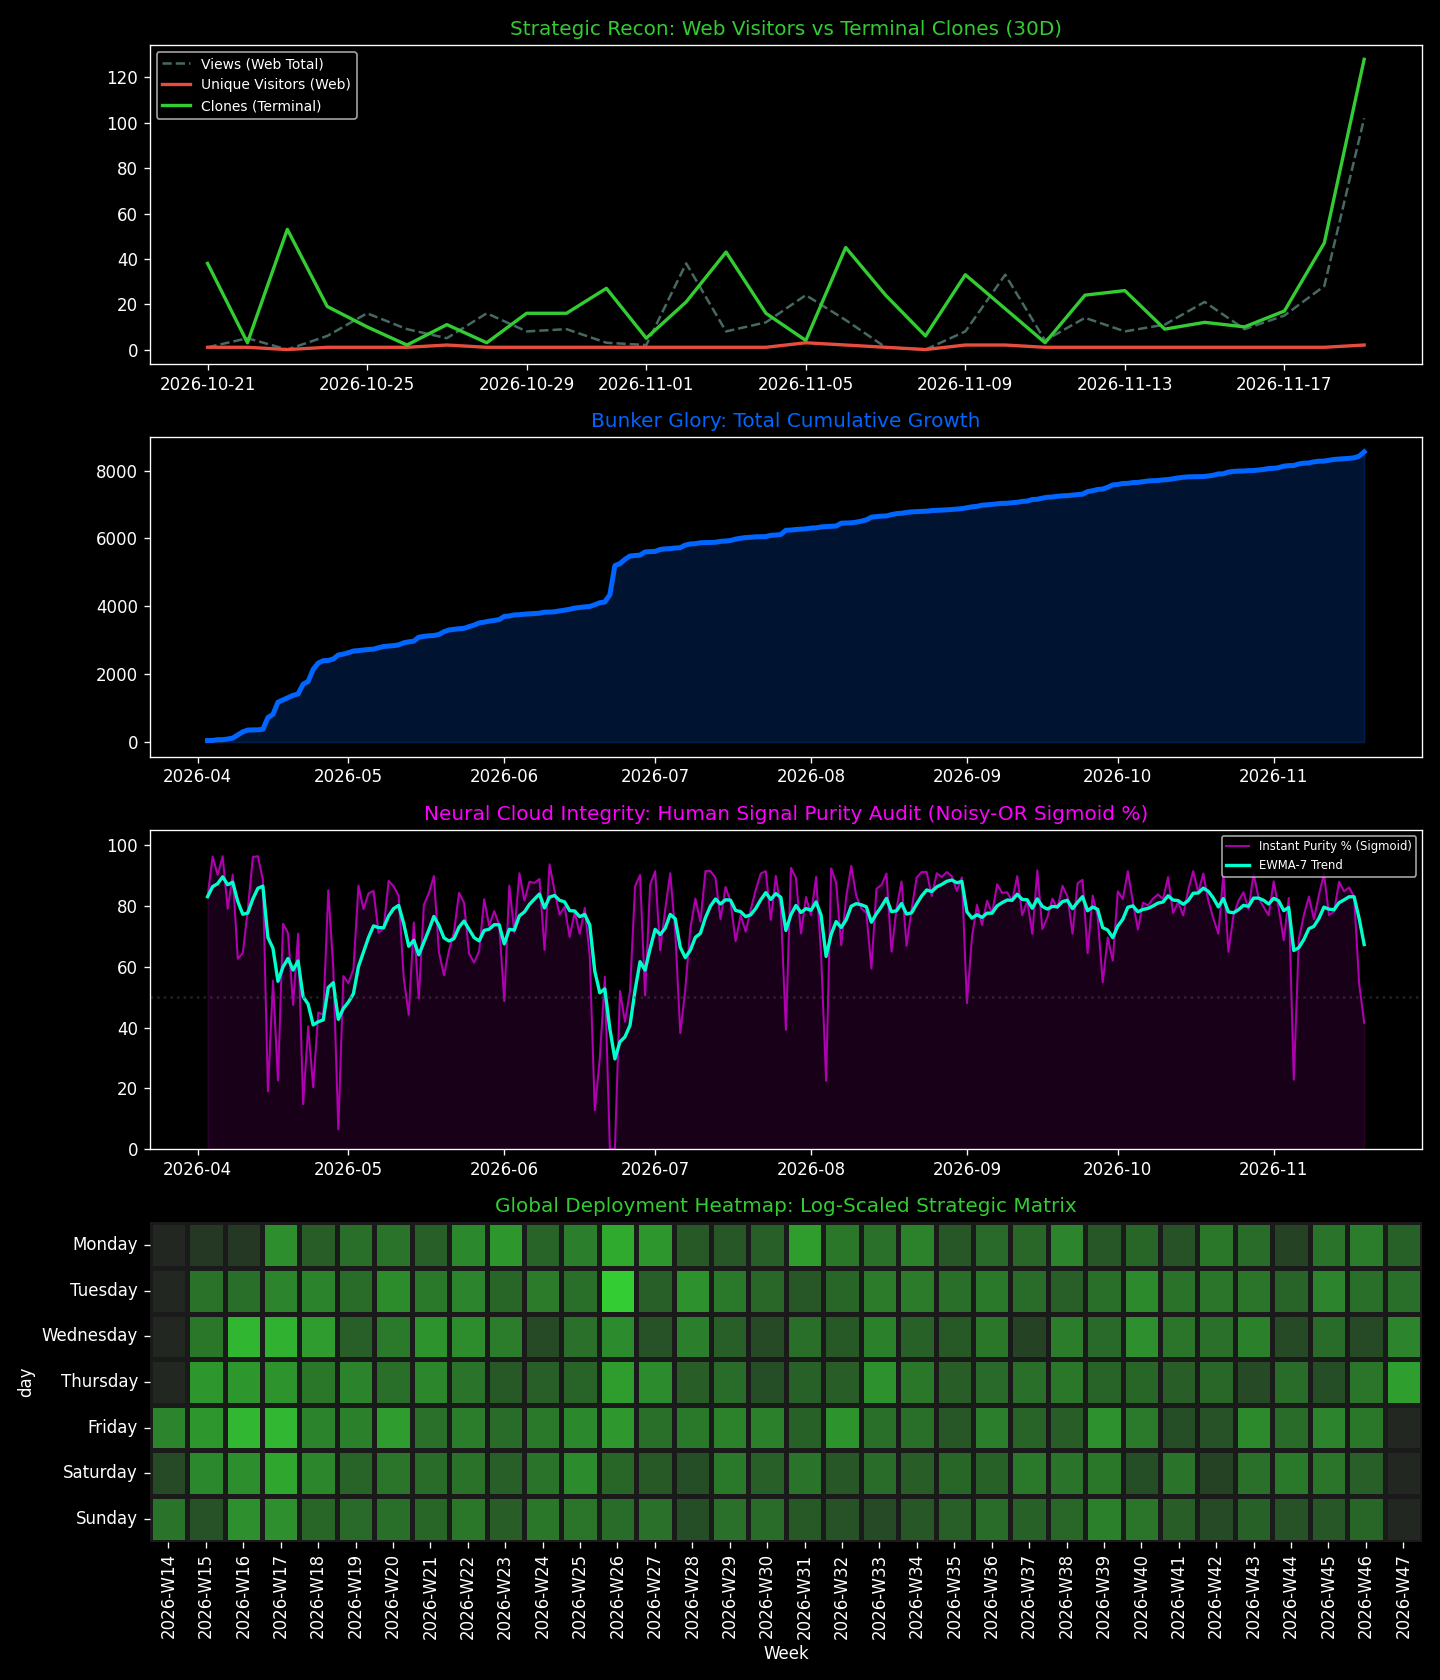 Strategic Recon: Web Visitors vs Terminal Clones (30D)
Views (Web Total)
Unique Visitors (Web)
Clones (Terminal)
120
100
80
60
40
20
0
2026-10-21 2026-10-25 2026-10-29 2026-11-01 2026-11-05 2026-11-09 2026-11-13 2026-11-17
Bunker Glory: Total Cumulative Growth
8000
6000
4000
2000
0
2026-04 2026-05 2026-06 2026-07 2026-08 2026-09 2026-10 2026-11
Neural Cloud Integrity: Human Signal Purity Audit (Noisy-OR Sigmoid %)
Instant Purity % (Sigmoid)
EWMA-7 Trend
100
80
60
40
20
0
2026-04 2026-05 2026-06 2026-07 2026-08 2026-09 2026-10 2026-11
Global Deployment Heatmap: Log-Scaled Strategic Matrix
day
Monday
Tuesday
Wednesday
Thursday
Friday
Saturday
Sunday
2026-W14 2026-W15 2026-W16 2026-W17 2026-W18 2026-W19 2026-W20 2026-W21 2026-W22 2026-W23 2026-W24 2026-W25 2026-W26 2026-W27 2026-W28 2026-W29 2026-W30 2026-W31 2026-W32 2026-W33 2026-W34 2026-W35 2026-W36 2026-W37 2026-W38 2026-W39 2026-W40 2026-W41 2026-W42 2026-W43 2026-W44 2026-W45 2026-W46 2026-W47
Week